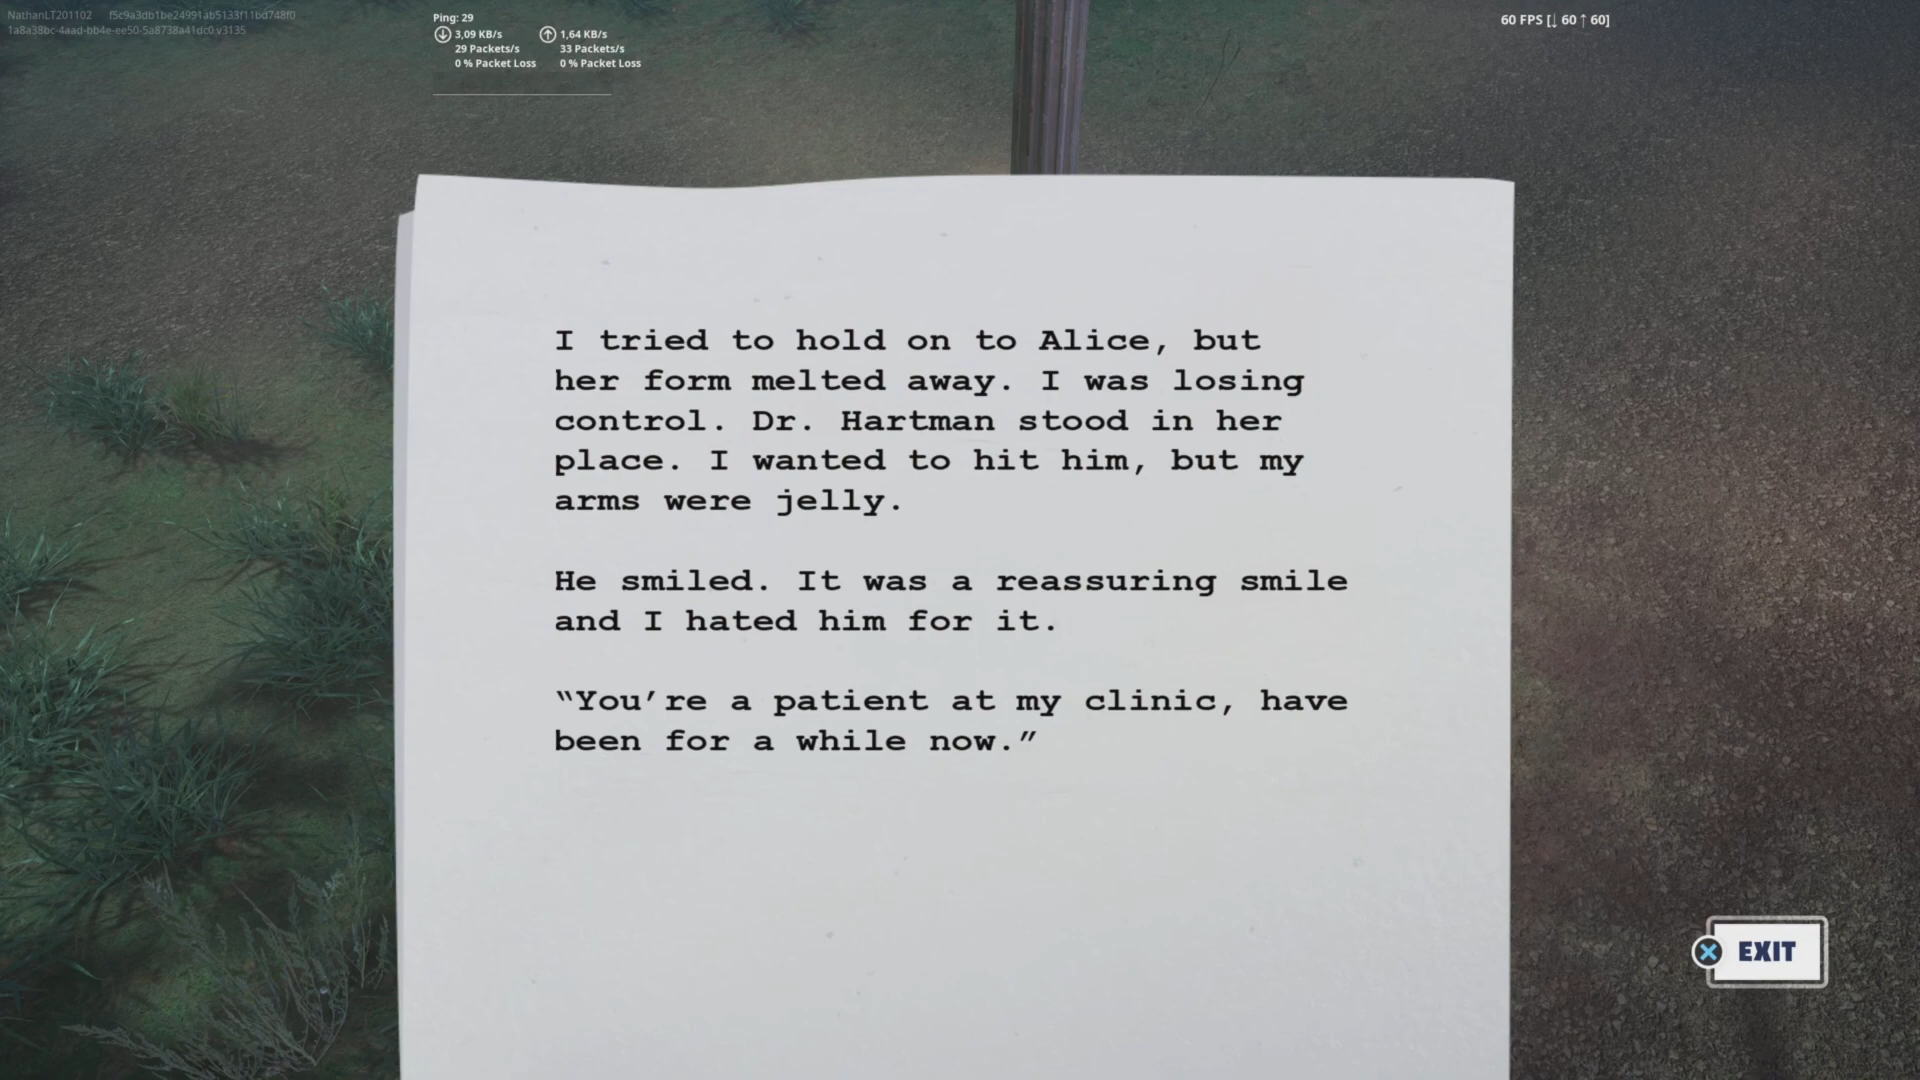 NathanLT201102 f5c9a3db1be24991ab5133f11bd748f0
1a8a38bc-4aad-bb4e-ee50-5a8738a41dc0 v3135
Ping: 29
3,09 KB/s 1,64 KB/s
29 Packets/s 33 Packets/s
0 % Packet Loss 0 % Packet Loss
60 FPS [↓ 60 ↑ 60]
I tried to hold on to Alice, but
her form melted away. I was losing
control. Dr. Hartman stood in her
place. I wanted to hit him, but my
arms were jelly.
He smiled. It was a reassuring smile
and I hated him for it.
“You’re a patient at my clinic, have
been for a while now.”
EXIT